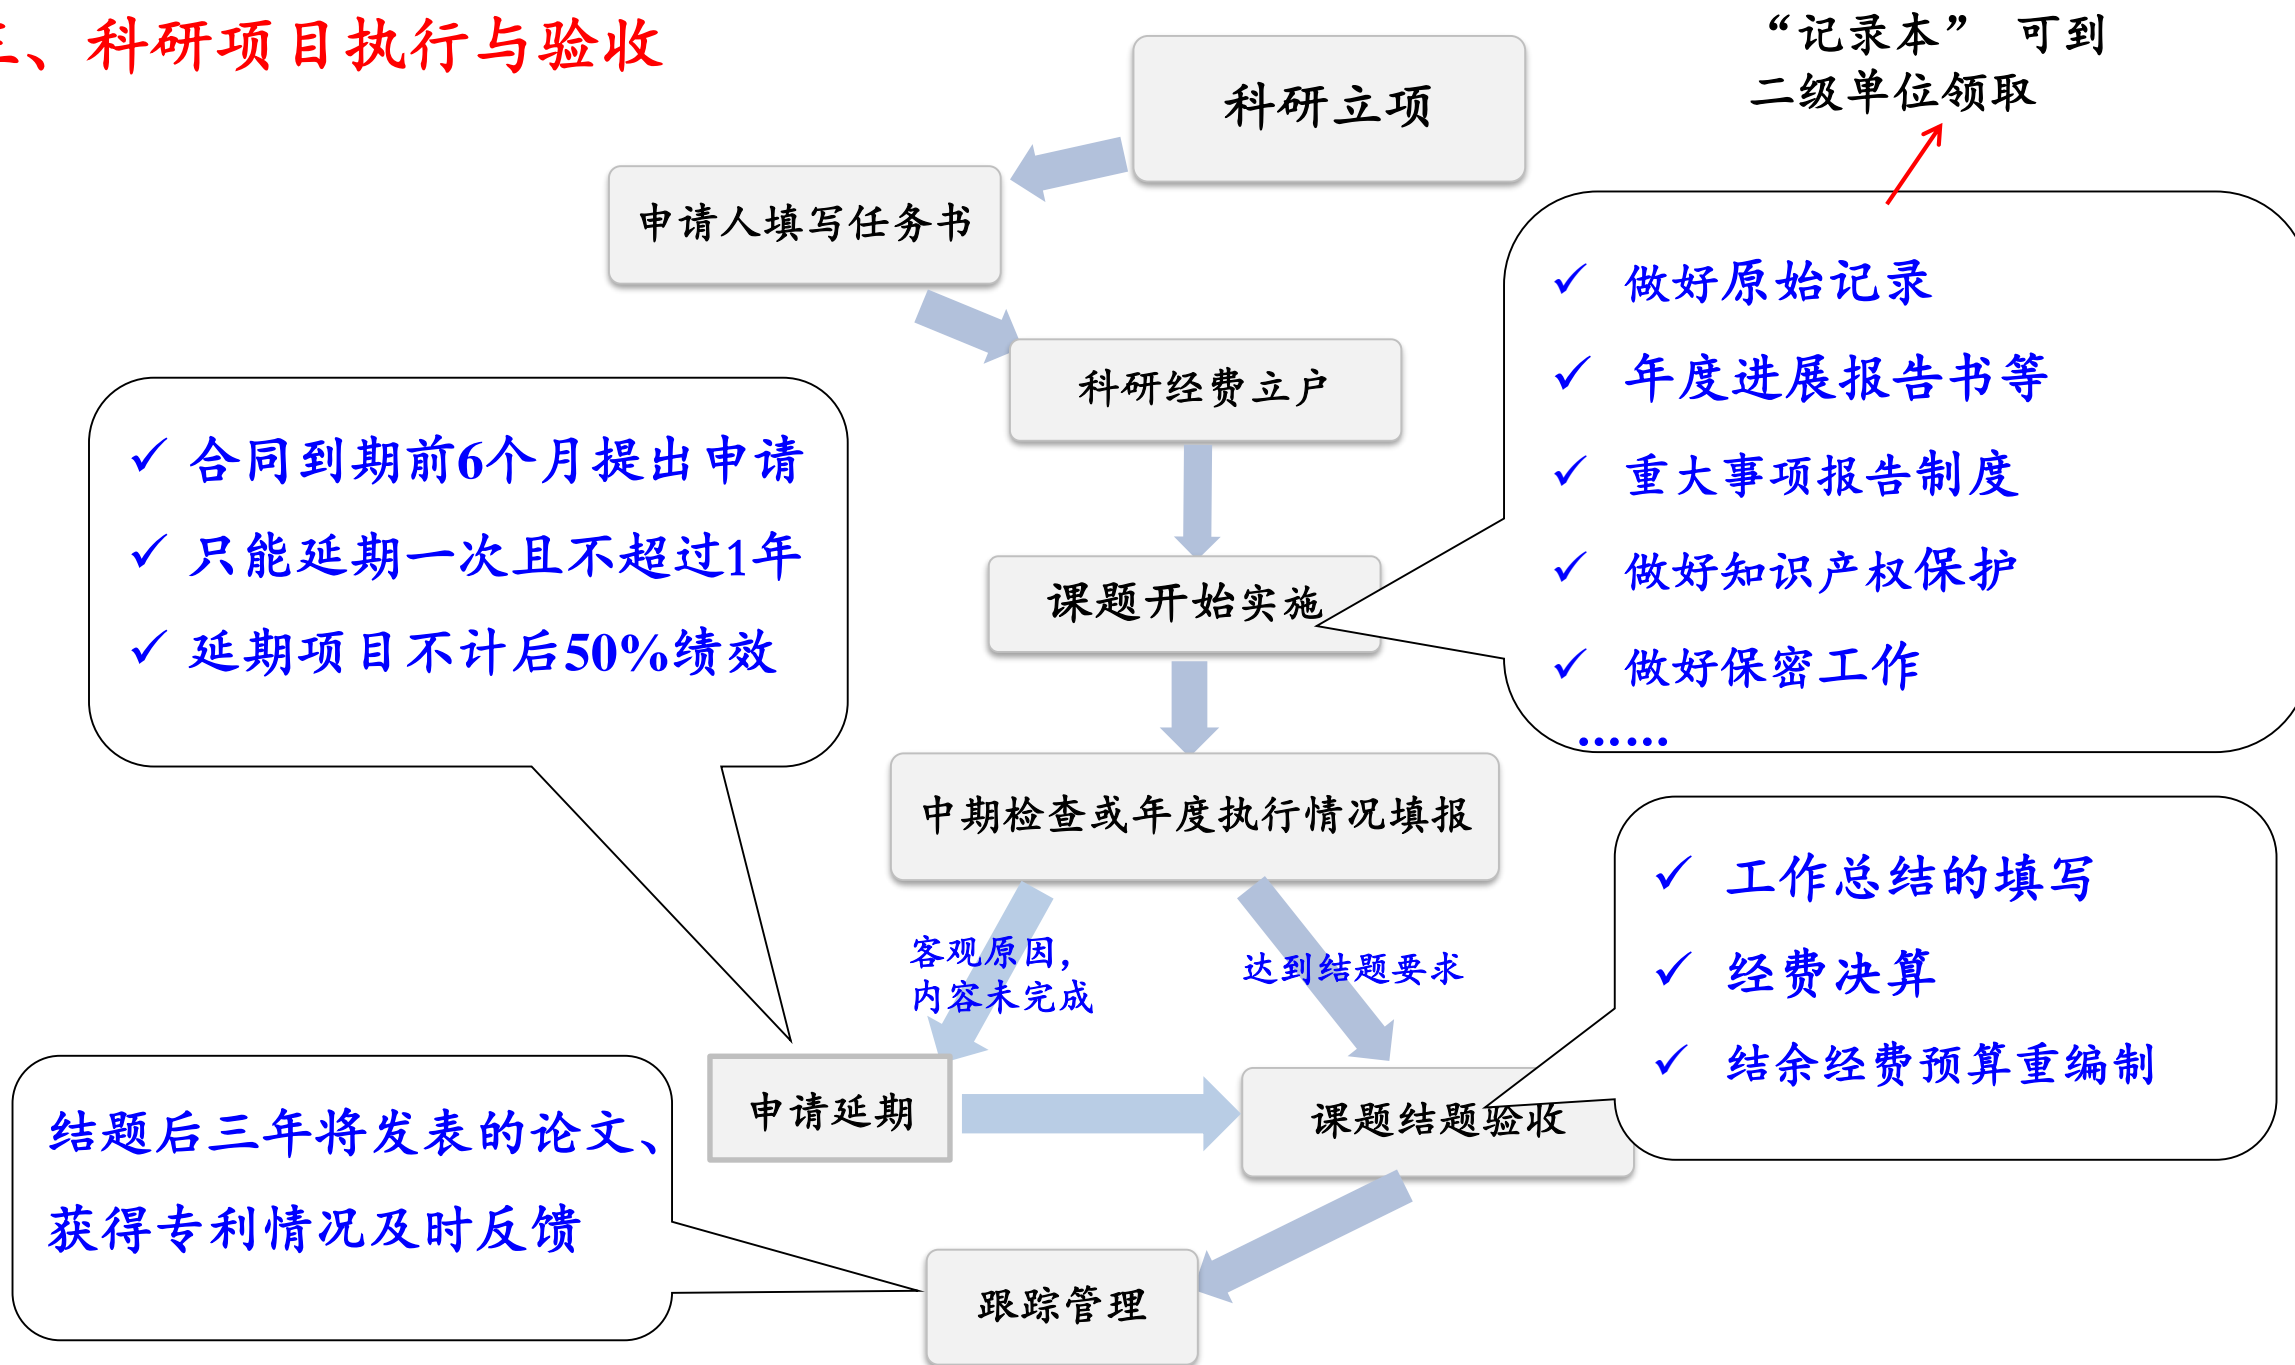 三、科研项目执行与验收
“记录本” 可到
二级单位领取
科研立项
申请人填写任务书
科研经费立户
课题开始实施
✓ 做好原始记录
✓ 年度进展报告书等
✓ 重大事项报告制度
✓ 做好知识产权保护
✓ 做好保密工作
……
✓ 合同到期前6个月提出申请
✓ 只能延期一次且不超过1年
✓ 延期项目不计后50%绩效
中期检查或年度执行情况填报
客观原因，
内容未完成
达到结题要求
✓ 工作总结的填写
✓ 经费决算
✓ 结余经费预算重编制
申请延期
课题结题验收
结题后三年将发表的论文、
获得专利情况及时反馈
跟踪管理